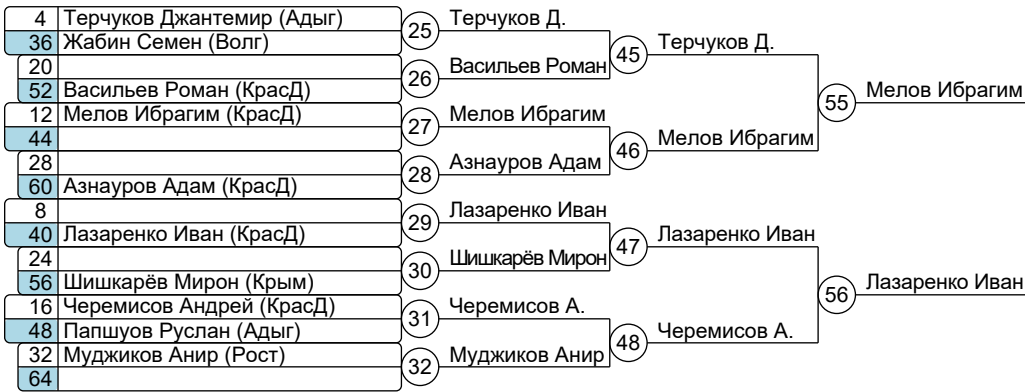 4 Терчуков Джантемир (Адыг)
36 Жабин Семен (Волг)
20
52 Васильев Роман (КрасД)
12 Мелов Ибрагим (КрасД)
44
28
60 Азнауров Адам (КрасД)
8
40 Лазаренко Иван (КрасД)
24
56 Шишкарёв Мирон (Крым)
16 Черемисов Андрей (КрасД)
48 Папшуов Руслан (Адыг)
32 Муджиков Анир (Рост)
64
25 Терчуков Д.
26 Васильев Роман
27 Мелов Ибрагим
28 Азнауров Адам
29 Лазаренко Иван
30 Шишкарёв Мирон
31 Черемисов А.
32 Муджиков Анир
45 Терчуков Д.
46 Мелов Ибрагим
47 Лазаренко Иван
48 Черемисов А.
55 Мелов Ибрагим
56 Лазаренко Иван